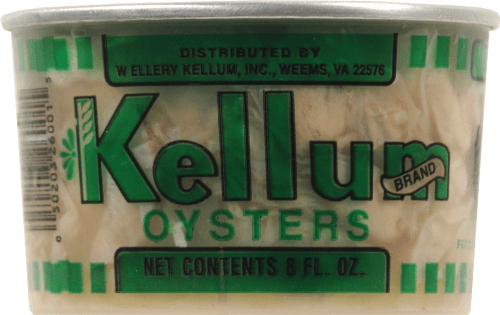 DISTRIBUTED BY
W ELLERY KELLUM, INC., WEEMS, VA 22576
Kellum
BRAND
OYSTERS
NET CONTENTS 8 FL. OZ.